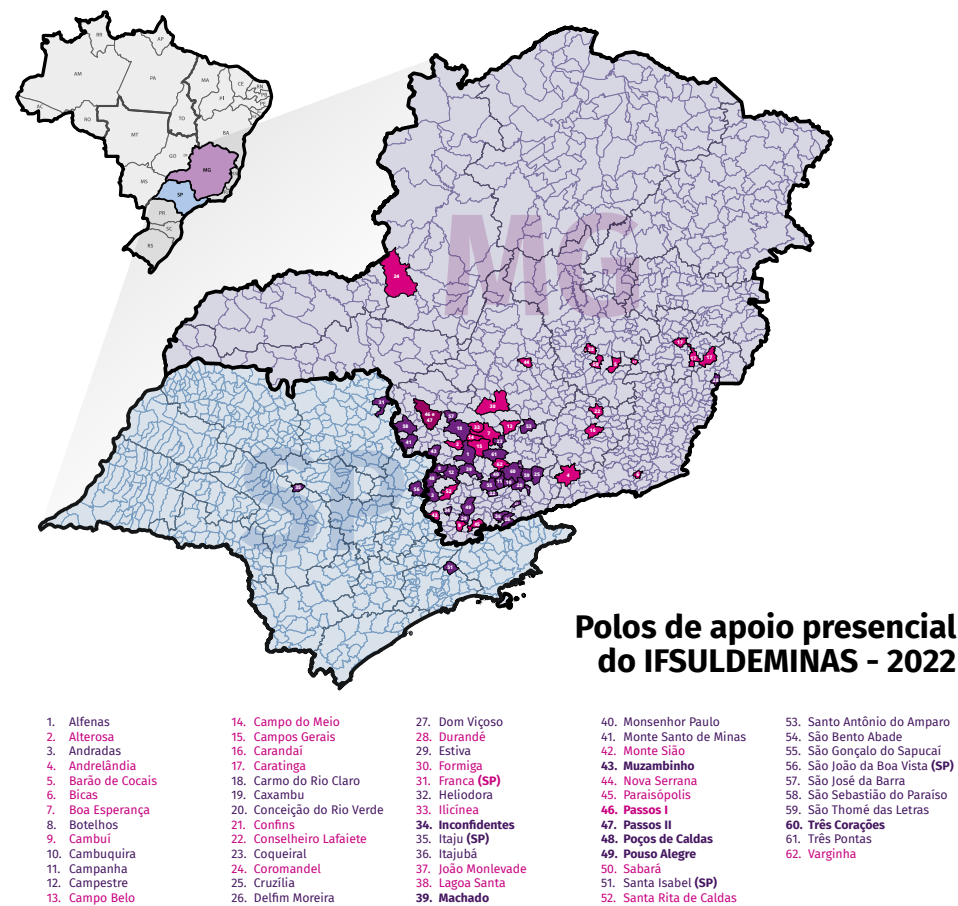 RR
AP
AM
PA
MA
CE
RN
PI
AC
TO
RO
BA
MT
GO
MG
MS
SP
PR
SC
RS
MG
SP
24
Polos de apoio presencial
do IFSULDEMINAS - 2022
1. Alfenas
2. Alterosa
3. Andradas
4. Andrelândia
5. Barão de Cocais
6. Bicas
7. Boa Esperança
8. Botelhos
9. Cambuí
10. Cambuquira
11. Campanha
12. Campestre
13. Campo Belo
14. Campo do Meio
15. Campos Gerais
16. Carandaí
17. Caratinga
18. Carmo do Rio Claro
19. Caxambu
20. Conceição do Rio Verde
21. Confins
22. Conselheiro Lafaiete
23. Coqueiral
24. Coromandel
25. Cruzília
26. Delfim Moreira
27. Dom Viçoso
28. Durandé
29. Estiva
30. Formiga
31. Franca (SP)
32. Heliodora
33. Ilicínea
34. Inconfidentes
35. Itaju (SP)
36. Itajubá
37. João Monlevade
38. Lagoa Santa
39. Machado
40. Monsenhor Paulo
41. Monte Santo de Minas
42. Monte Sião
43. Muzambinho
44. Nova Serrana
45. Paraisópolis
46. Passos I
47. Passos II
48. Poços de Caldas
49. Pouso Alegre
50. Sabará
51. Santa Isabel (SP)
52. Santa Rita de Caldas
53. Santo Antônio do Amparo
54. São Bento Abade
55. São Gonçalo do Sapucaí
56. São João da Boa Vista (SP)
57. São José da Barra
58. São Sebastião do Paraíso
59. São Thomé das Letras
60. Três Corações
61. Três Pontas
62. Varginha